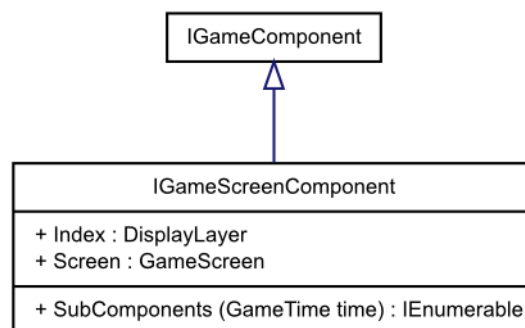 IGameComponent
IGameScreenComponent
+ Index : DisplayLayer
+ Screen : GameScreen
+ SubComponents (GameTime time) : IEnumerable